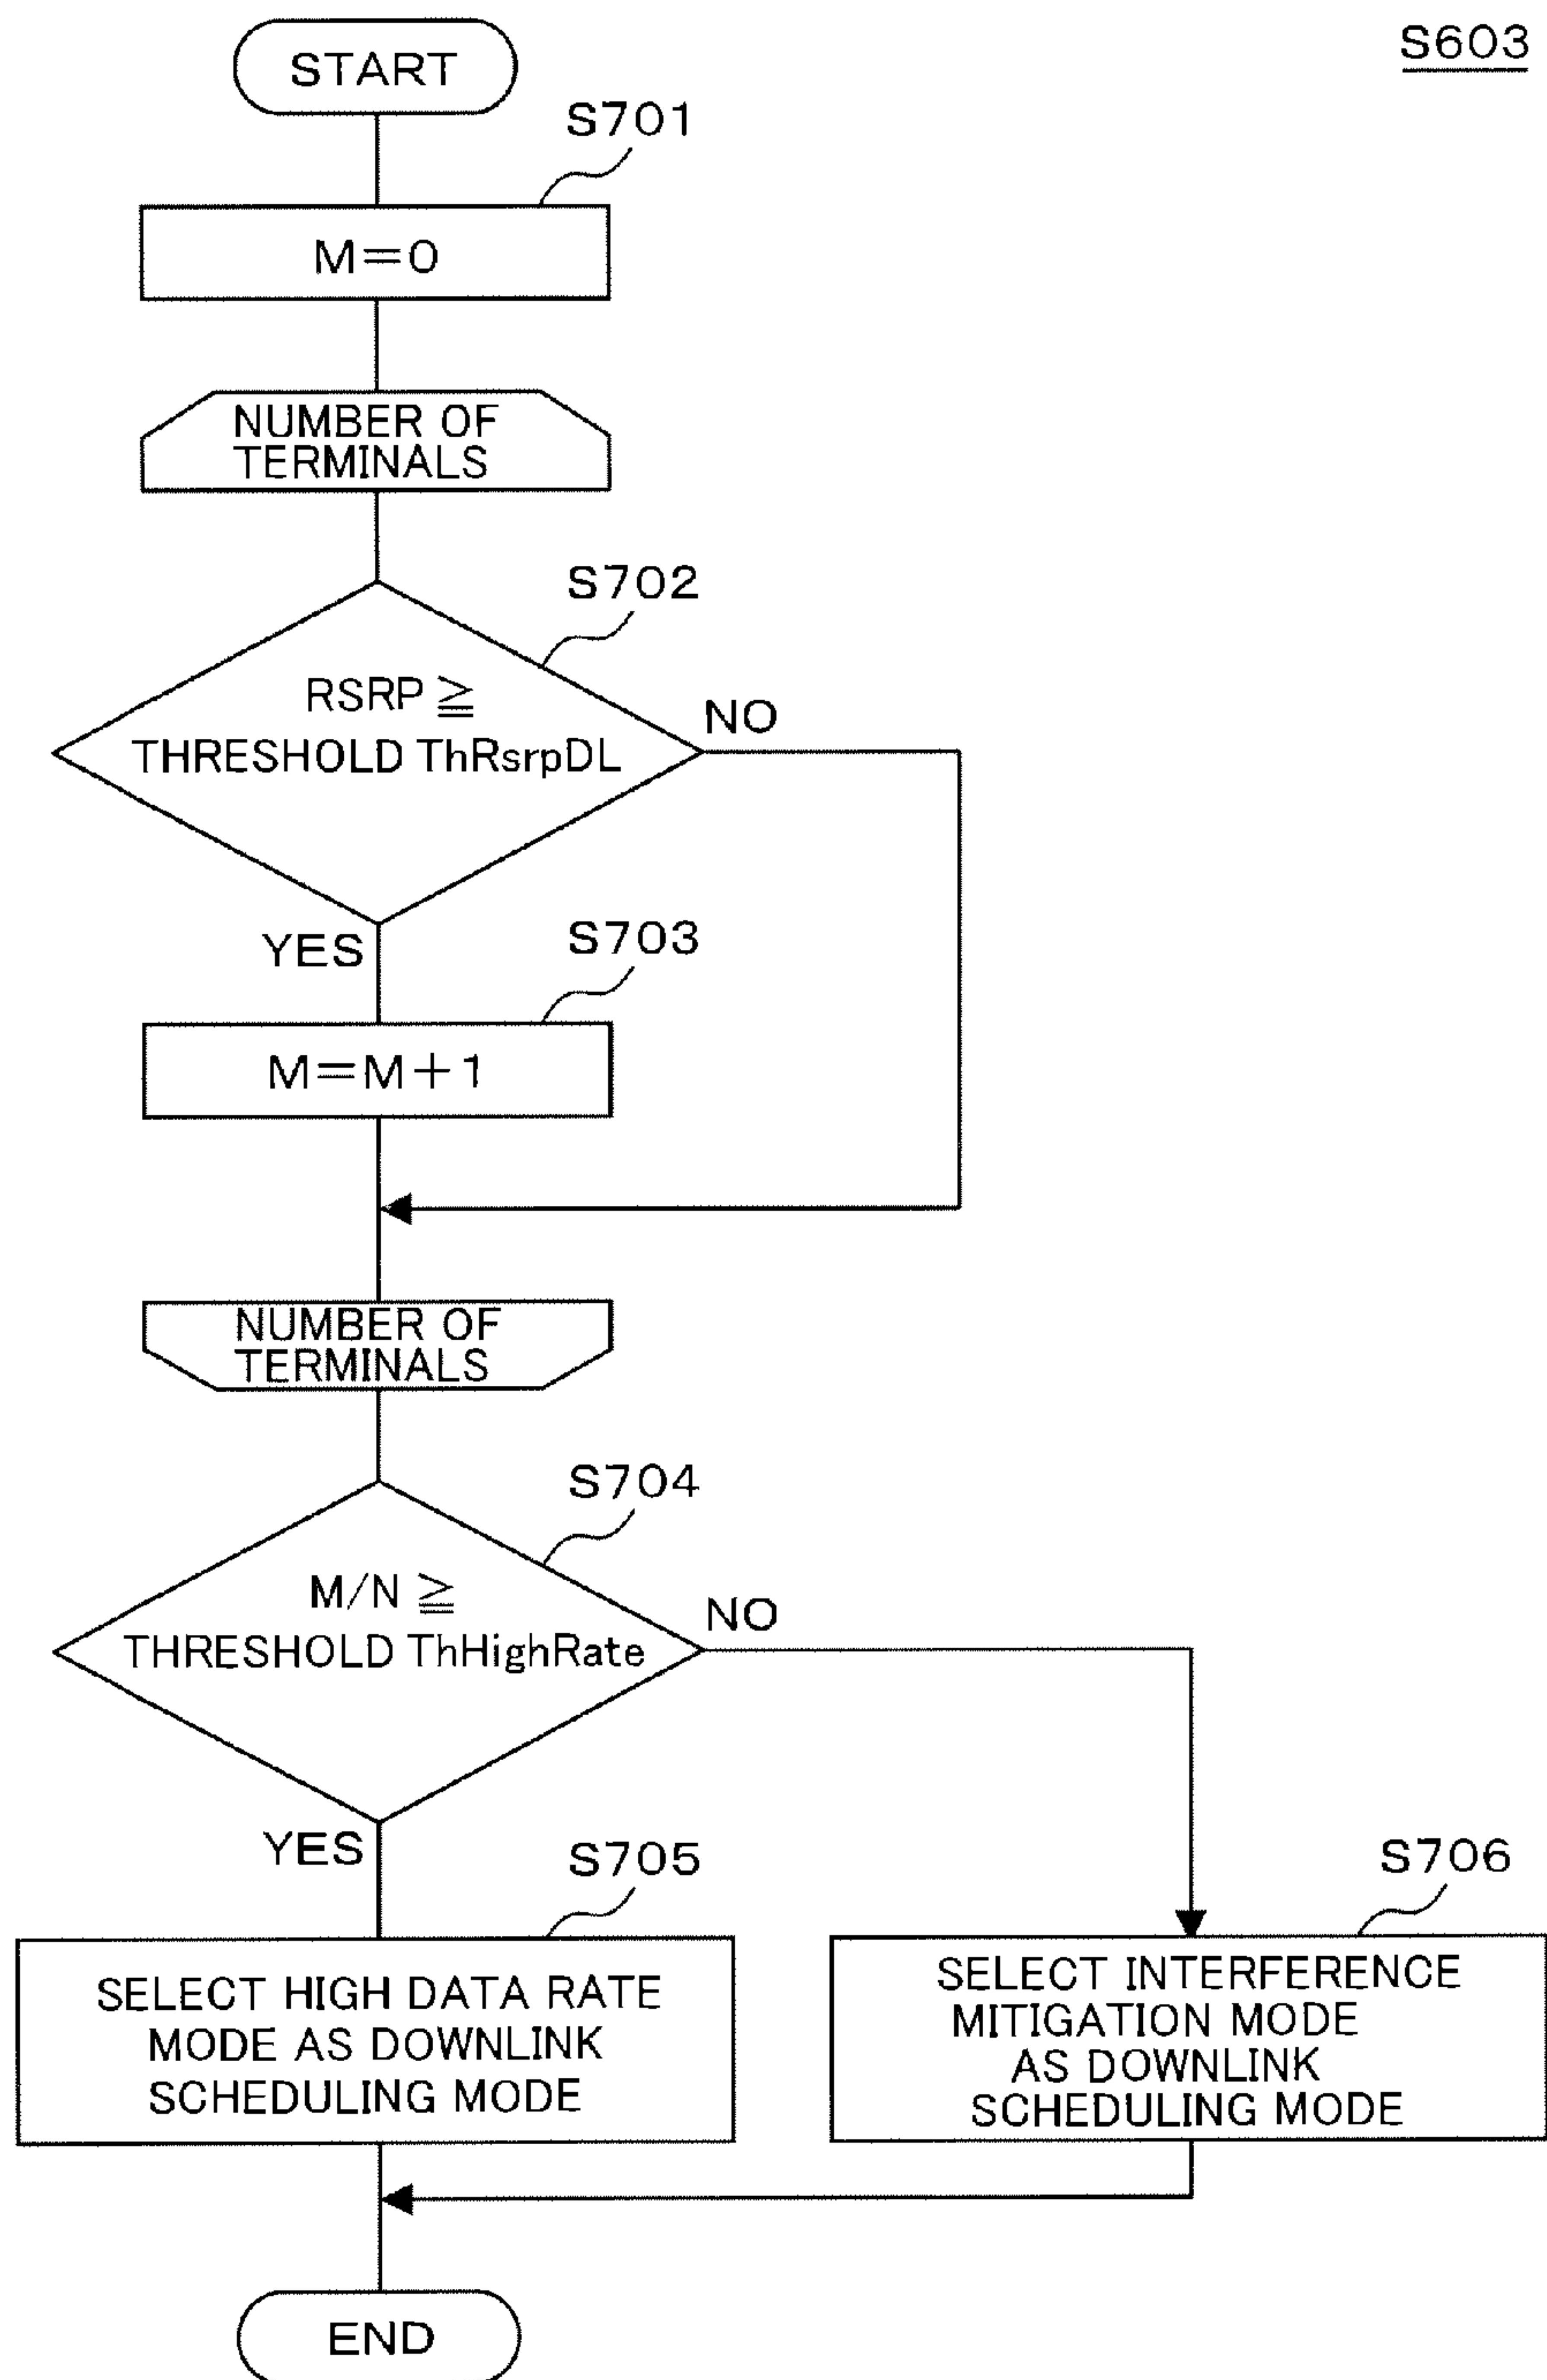 S603
START
S701
M=0
NUMBER OF
TERMINALS
S702
RSRP ≧
THRESHOLD ThRsrpDL
NO
YES
S703
M=M+1
NUMBER OF
TERMINALS
S704
M/N ≧
THRESHOLD ThHighRate
NO
YES
S705
SELECT HIGH DATA RATE
MODE AS DOWNLINK
SCHEDULING MODE
S706
SELECT INTERFERENCE
MITIGATION MODE
AS DOWNLINK
SCHEDULING MODE
END